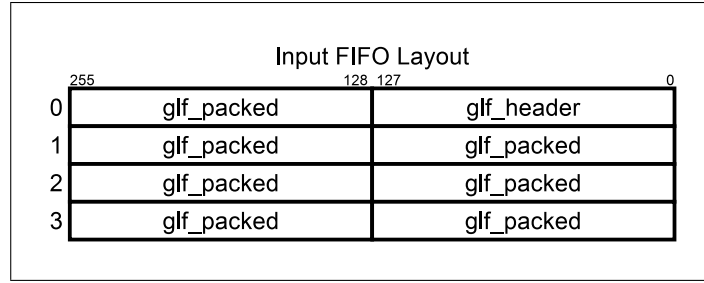 Input FIFO Layout
255 128 127 0
0 glf_packed glf_header
1 glf_packed glf_packed
2 glf_packed glf_packed
3 glf_packed glf_packed